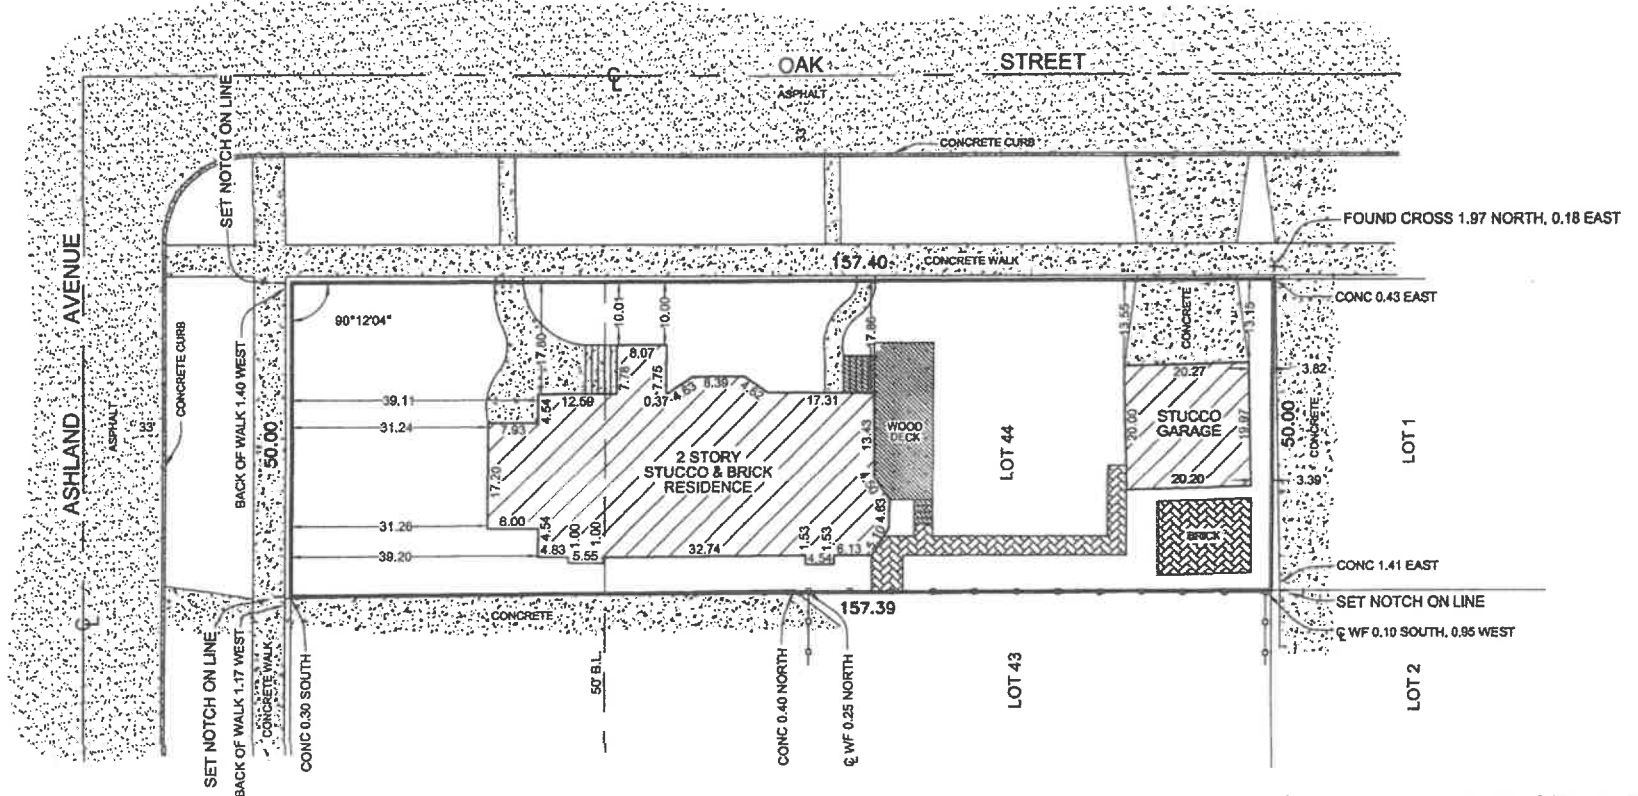 OAK STREET
℄
ASPHALT
33'
CONCRETE CURB
SET NOTCH ON LINE
FOUND CROSS 1.97 NORTH, 0.18 EAST
157.40
CONCRETE WALK
CONC 0.43 EAST
ASHLAND AVENUE
ASPHALT
33'
℄
CONCRETE CURB
BACK OF WALK 1.40 WEST
50.00
90°12'04"
10.01
10.00
7.86
13.55
CONCRETE
13.15
8.07
7.78
7.75
20.27
3.82
39.11
12.59
0.37
4.63
8.39
4.62
17.31
4.54
31.24
7.93
13.43
WOOD
DECK
LOT 44
20.00
STUCCO
GARAGE
19.97
50.00
CONCRETE
LOT 1
2 STORY
STUCCO & BRICK
RESIDENCE
17.20
20.20
3.39
31.26
8.00
4.54
1.00
1.00
4.63
1.53
1.53
39.20
4.83
5.55
32.74
4.54
6.13
BRICK
CONC 1.41 EAST
SET NOTCH ON LINE
℄ WF 0.10 SOUTH, 0.95 WEST
CONCRETE
157.39
SET NOTCH ON LINE
BACK OF WALK 1.17 WEST
CONCRETE WALK
CONC 0.30 SOUTH
50' B.L.
CONC 0.40 NORTH
℄ WF 0.25 NORTH
LOT 43
LOT 2